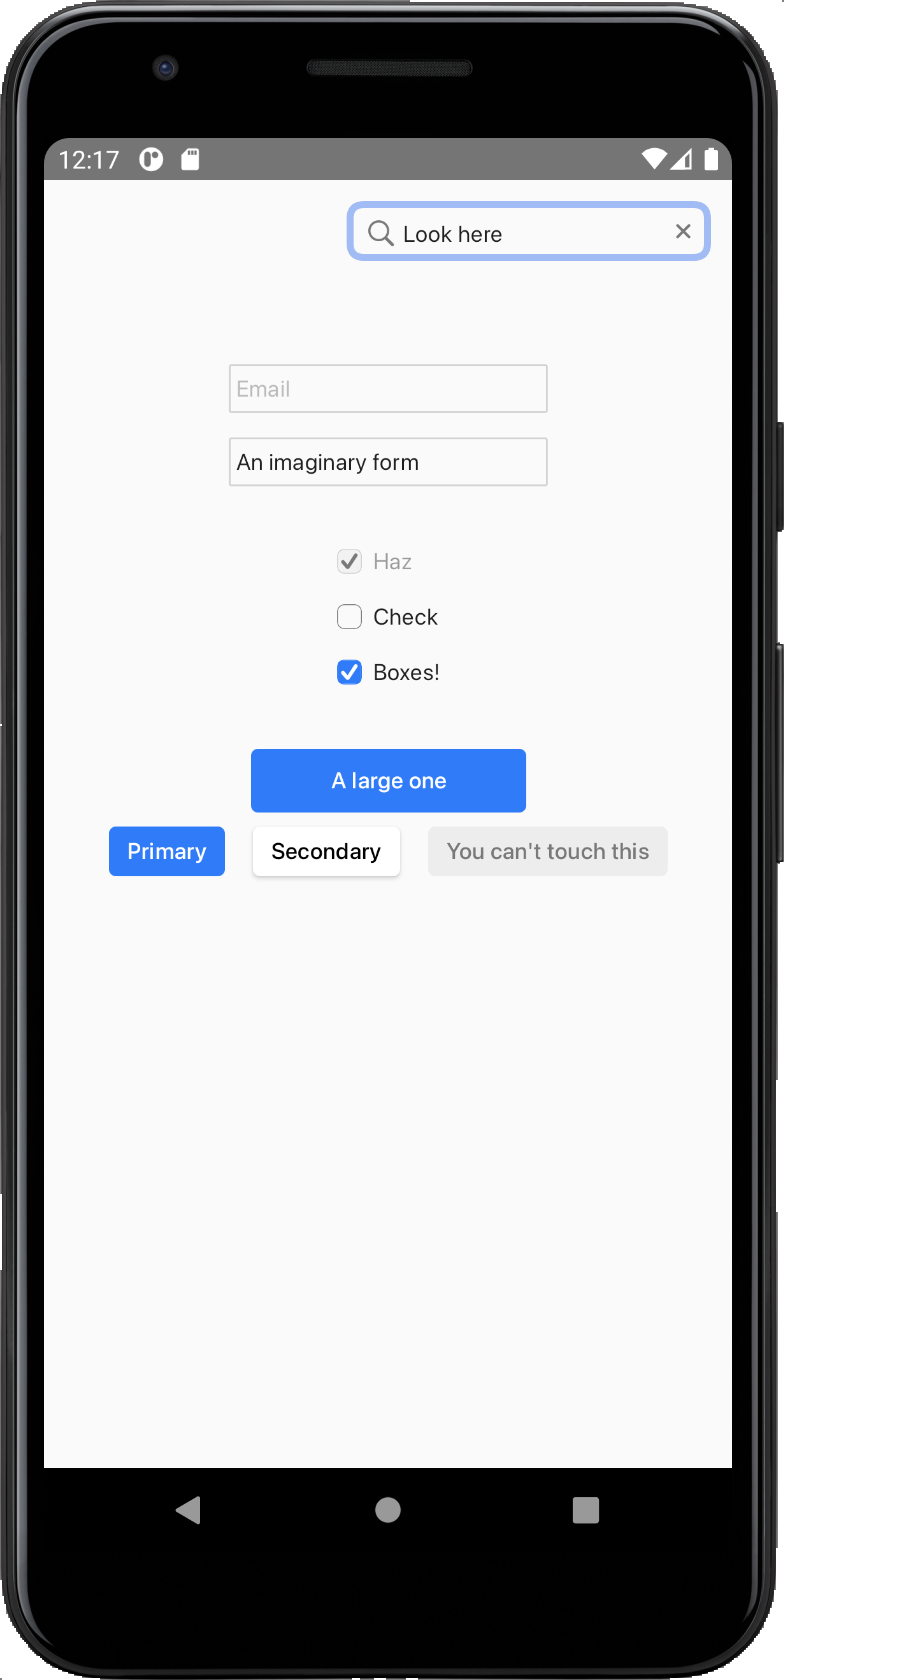 12:17
Look here
Email
An imaginary form
Haz
Check
Boxes!
A large one
Primary Secondary You can't touch this